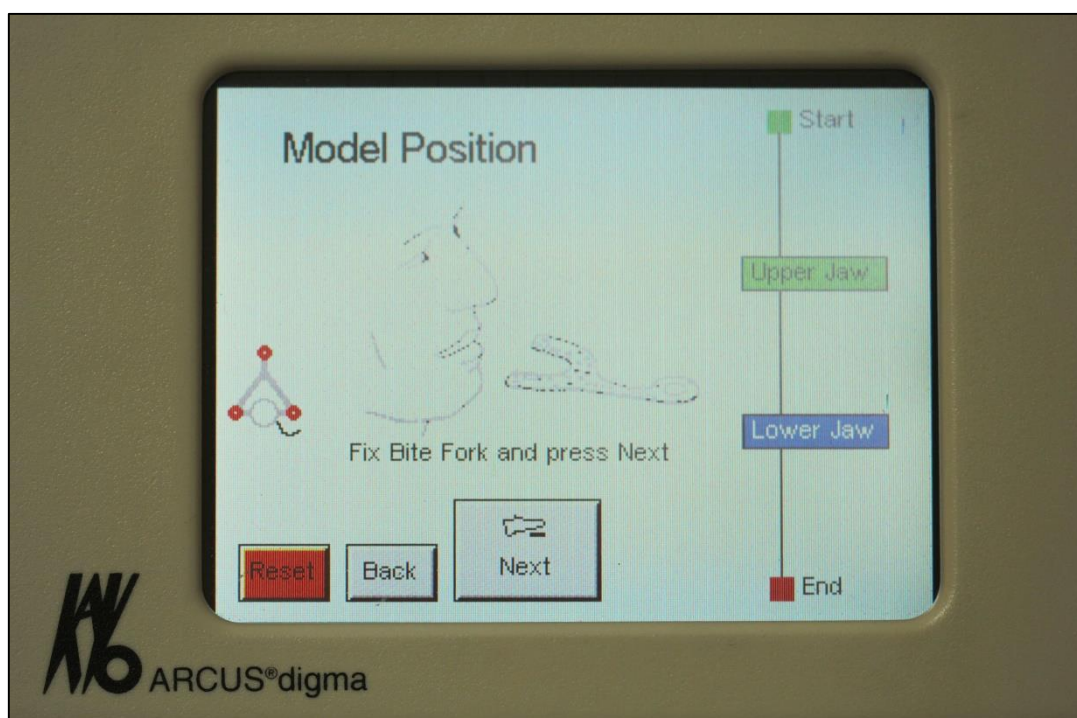 Model Position
Start
Upper Jaw
Lower Jaw
Fix Bite Fork and press Next
Reset
Back
Next
End
KAVO
ARCUS®digma